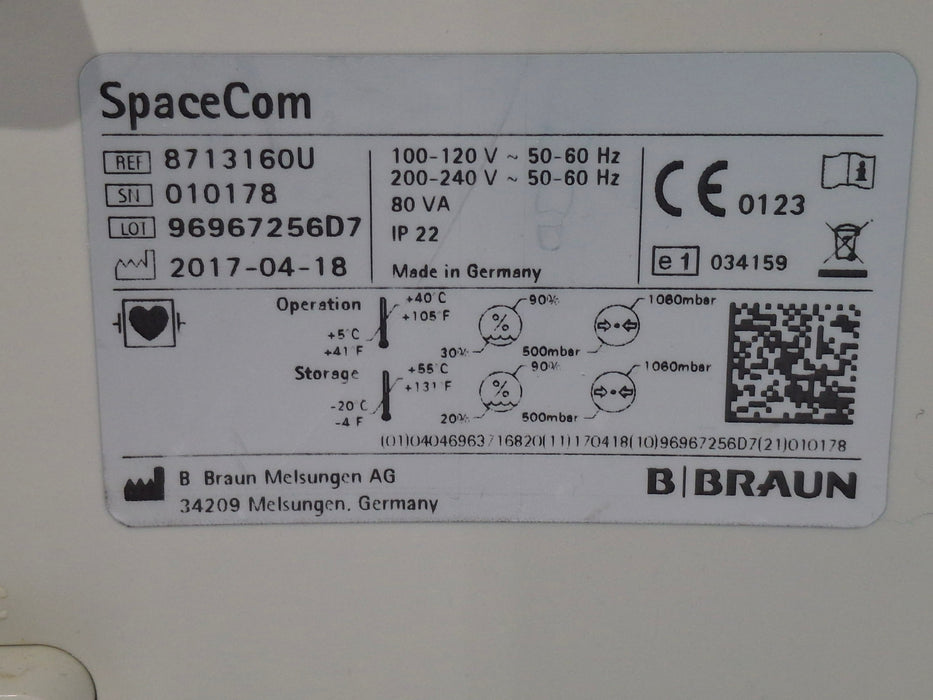 SpaceCom
REF 8713160U
SN 010178
LOT 96967256D7
2017-04-18
100-120 V ~ 50-60 Hz
200-240 V ~ 50-60 Hz
80 VA
IP 22
Made in Germany
CE 0123
e1 034159
Operation
+5°C
+41°F
+40°C
+105°F
30%
90%
500mbar
1060mbar
Storage
-20°C
-4°F
+55°C
+131°F
20%
90%
500mbar
1060mbar
(01)04046963716820(11)170418(10)96967256D7(21)010178
B Braun Melsungen AG
34209 Melsungen, Germany
B|BRAUN